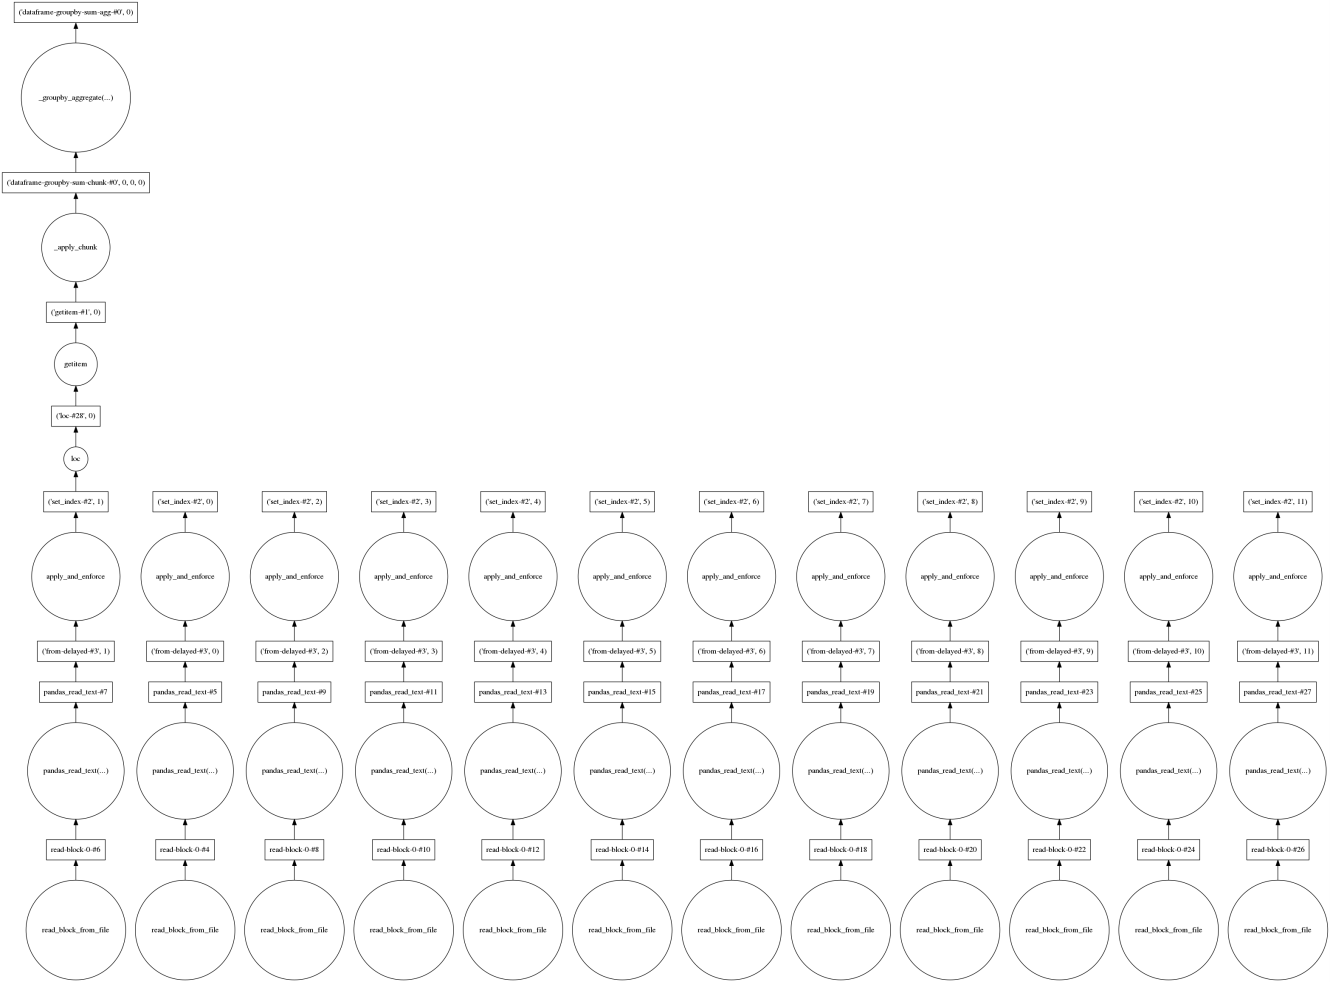 ('dataframe-groupby-sum-agg-#0', 0)
_groupby_aggregate(...)
('dataframe-groupby-sum-chunk-#0', 0, 0, 0)
_apply_chunk
('getitem-#1', 0)
getitem
('loc-#28', 0)
loc
('set_index-#2', 1) ('set_index-#2', 0) ('set_index-#2', 2) ('set_index-#2', 3) ('set_index-#2', 4) ('set_index-#2', 5) ('set_index-#2', 6) ('set_index-#2', 7) ('set_index-#2', 8) ('set_index-#2', 9) ('set_index-#2', 10) ('set_index-#2', 11)
apply_and_enforce apply_and_enforce apply_and_enforce apply_and_enforce apply_and_enforce apply_and_enforce apply_and_enforce apply_and_enforce apply_and_enforce apply_and_enforce apply_and_enforce apply_and_enforce
('from-delayed-#3', 1) ('from-delayed-#3', 0) ('from-delayed-#3', 2) ('from-delayed-#3', 3) ('from-delayed-#3', 4) ('from-delayed-#3', 5) ('from-delayed-#3', 6) ('from-delayed-#3', 7) ('from-delayed-#3', 8) ('from-delayed-#3', 9) ('from-delayed-#3', 10) ('from-delayed-#3', 11)
pandas_read_text-#7 pandas_read_text-#5 pandas_read_text-#9 pandas_read_text-#11 pandas_read_text-#13 pandas_read_text-#15 pandas_read_text-#17 pandas_read_text-#19 pandas_read_text-#21 pandas_read_text-#23 pandas_read_text-#25 pandas_read_text-#27
pandas_read_text(...) pandas_read_text(...) pandas_read_text(...) pandas_read_text(...) pandas_read_text(...) pandas_read_text(...) pandas_read_text(...) pandas_read_text(...) pandas_read_text(...) pandas_read_text(...) pandas_read_text(...) pandas_read_text(...)
read-block-0-#6 read-block-0-#4 read-block-0-#8 read-block-0-#10 read-block-0-#12 read-block-0-#14 read-block-0-#16 read-block-0-#18 read-block-0-#20 read-block-0-#22 read-block-0-#24 read-block-0-#26
read_block_from_file read_block_from_file read_block_from_file read_block_from_file read_block_from_file read_block_from_file read_block_from_file read_block_from_file read_block_from_file read_block_from_file read_block_from_file read_block_from_file